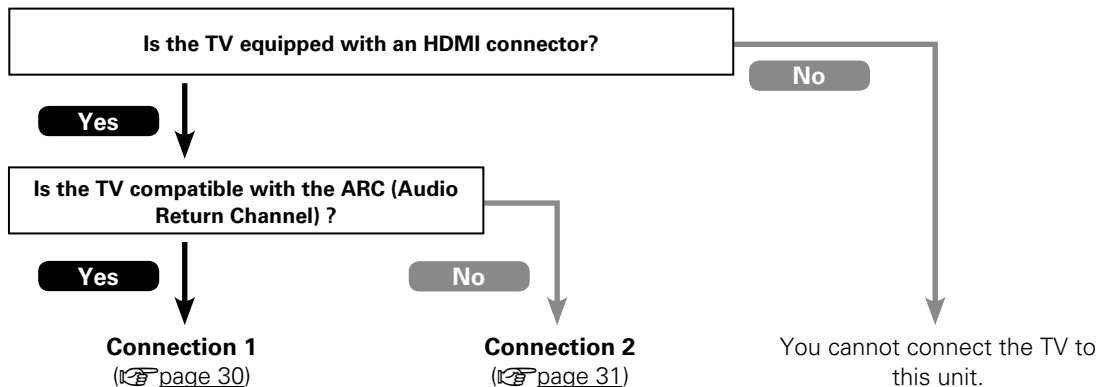 Is the TV equipped with an HDMI connector?
No
Yes
Is the TV compatible with the ARC (Audio
Return Channel) ?
Yes
No
Connection 1
(page 30)
Connection 2
(page 31)
You cannot connect the TV to
this unit.